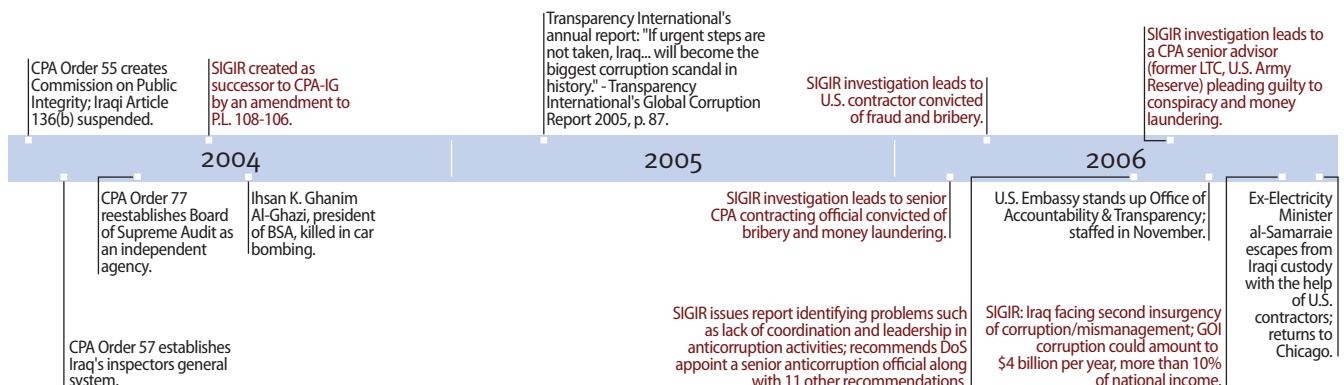 CPA Order 55 creates
Commission on Public
Integrity; Iraqi Article
136(b) suspended.
SIGIR created as
successor to CPA-IG
by an amendment to
P.L. 108-106.
Transparency International's
annual report: "If urgent steps are
not taken, Iraq... will become the
biggest corruption scandal in
history." - Transparency
International's Global Corruption
Report 2005, p. 87.
SIGIR investigation leads to
U.S. contractor convicted
of fraud and bribery.
SIGIR investigation leads to
a CPA senior advisor
(former LTC, U.S. Army
Reserve) pleading guilty to
conspiracy and money
laundering.
2004
2005
2006
CPA Order 57 establishes
Iraq's inspectors general
system.
CPA Order 77
reestablishes Board
of Supreme Audit as
an independent
agency.
Ihsan K. Ghanim
Al-Ghazi, president
of BSA, killed in car
bombing.
SIGIR investigation leads to senior
CPA contracting official convicted of
bribery and money laundering.
SIGIR issues report identifying problems such
as lack of coordination and leadership in
anticorruption activities; recommends DoS
appoint a senior anticorruption official along
with 11 other recommendations.
U.S. Embassy stands up Office of
Accountability & Transparency;
staffed in November.
SIGIR: Iraq facing second insurgency
of corruption/mismanagement; GOI
corruption could amount to
$4 billion per year, more than 10%
of national income.
Ex-Electricity
Minister
al-Samarraie
escapes from
Iraqi custody
with the help
of U.S.
contractors;
returns to
Chicago.